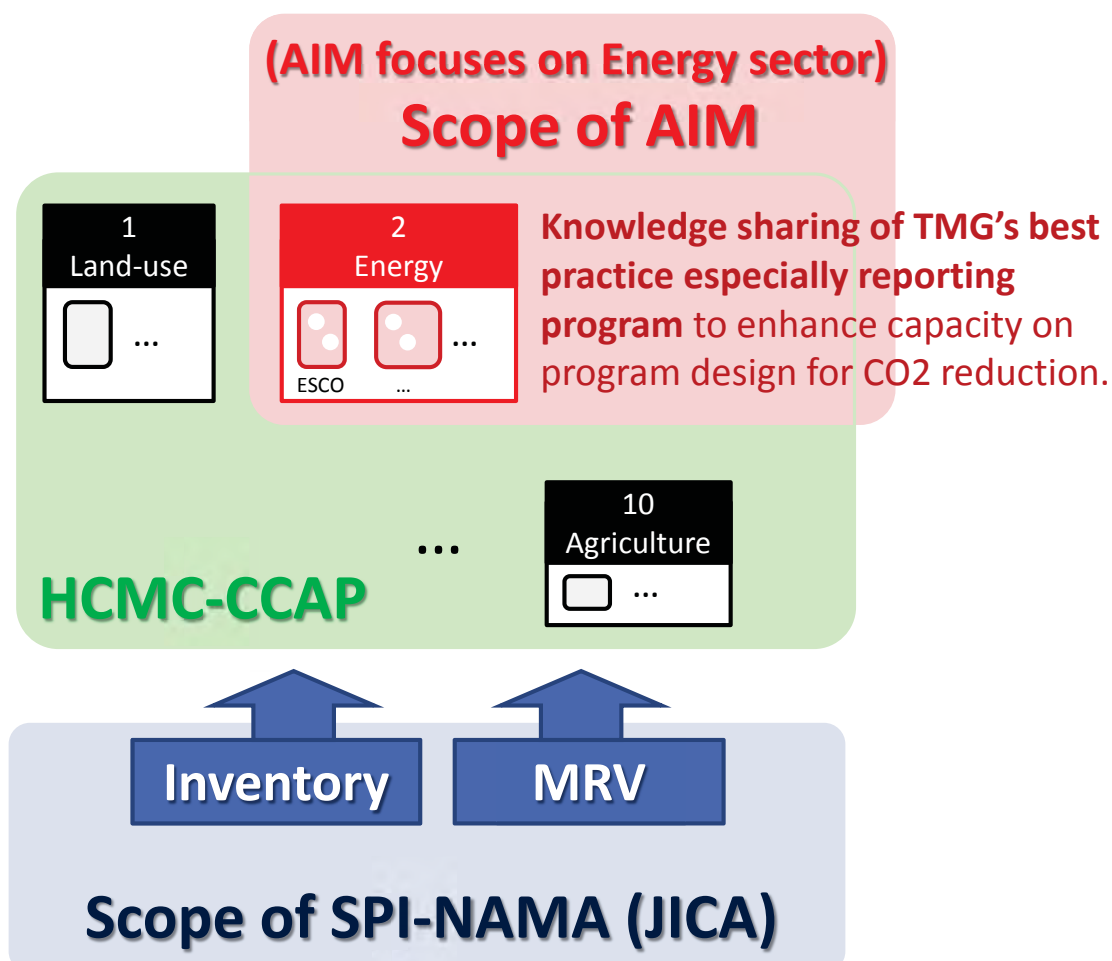 (AIM focuses on Energy sector)
Scope of AIM
1
Land-use
...
2
Energy
...
ESCO
...
Knowledge sharing of TMG’s best
practice especially reporting
program to enhance capacity on
program design for CO2 reduction.
...
10
Agriculture
...
HCMC-CCAP
Inventory
MRV
Scope of SPI-NAMA (JICA)